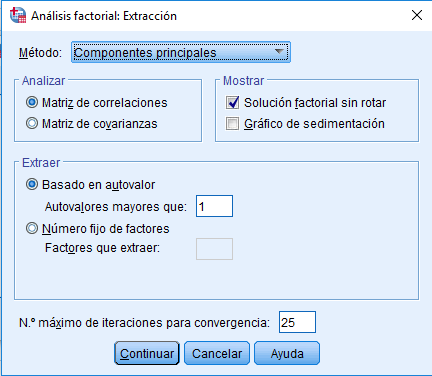 Análisis factorial: Extracción
Método: Componentes principales
Analizar
Matriz de correlaciones
Matriz de covarianzas
Mostrar
Solución factorial sin rotar
Gráfico de sedimentación
Extraer
Basado en autovalor
Autovalores mayores que: 1
Número fijo de factores
Factores que extraer:
N.º máximo de iteraciones para convergencia: 25
Continuar Cancelar Ayuda